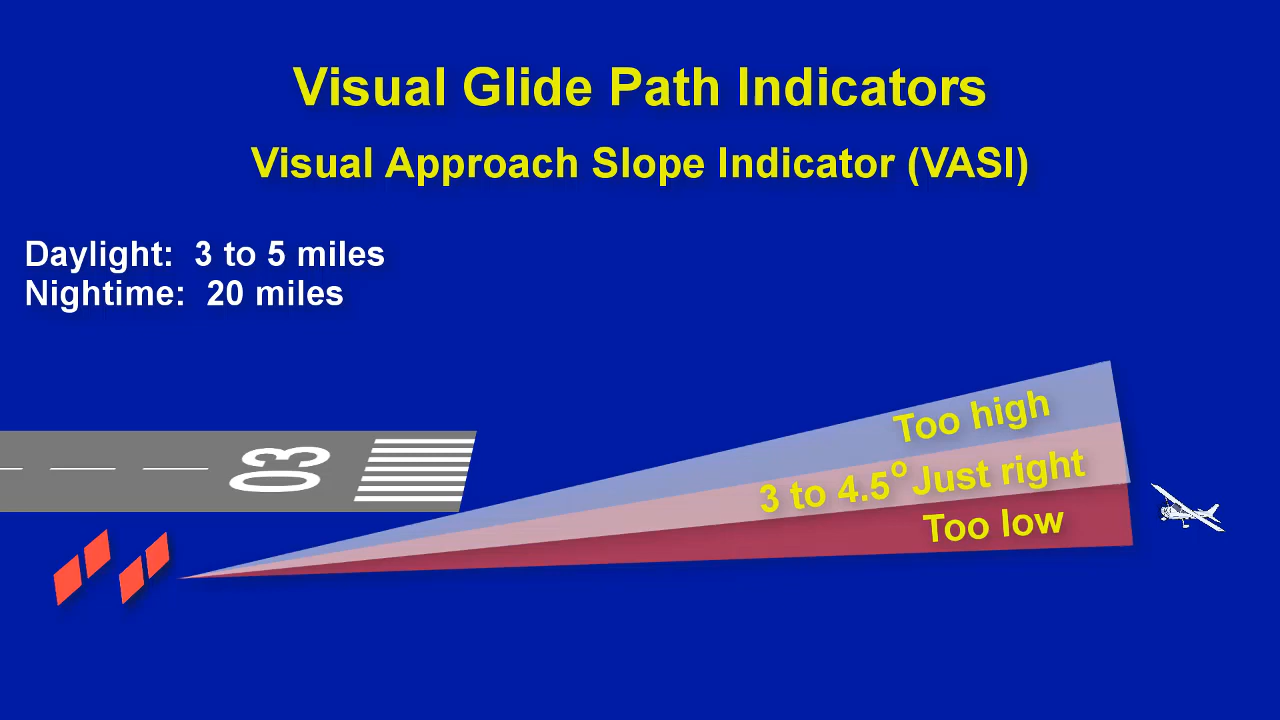 Visual Glide Path Indicators
Visual Approach Slope Indicator (VASI)
Daylight:  3 to 5 miles
Nightime:  20 miles
Too high
3 to 4.5° Just right
Too low
03